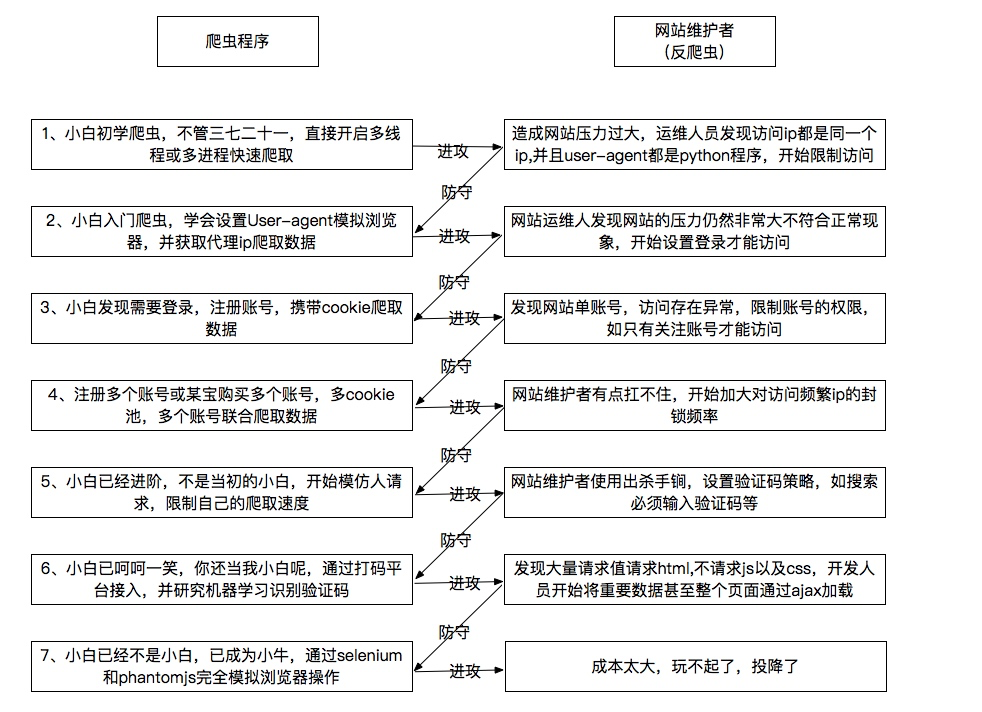 爬虫程序
网站维护者
（反爬虫）
1、小白初学爬虫，不管三七二十一，直接开启多线
程或多进程快速爬取
进攻
造成网站压力过大，运维人员发现访问ip都是同一个
ip,并且user-agent都是python程序，开始限制访问
防守
2、小白入门爬虫，学会设置User-agent模拟浏览
器，并获取代理ip爬取数据
进攻
网站运维人发现网站的压力仍然非常大不符合正常现
象，开始设置登录才能访问
防守
3、小白发现需要登录，注册账号，携带cookie爬取
数据
进攻
发现网站单账号，访问存在异常，限制账号的权限，
如只有关注账号才能访问
防守
4、注册多个账号或某宝购买多个账号，多cookie
池，多个账号联合爬取数据
进攻
网站维护者有点扛不住，开始加大对访问频繁ip的封
锁频率
防守
5、小白已经进阶，不是当初的小白，开始模仿人请
求，限制自己的爬取速度
进攻
网站维护者使用出杀手锏，设置验证码策略，如搜索
必须输入验证码等
防守
6、小白已呵呵一笑，你还当我小白呢，通过打码平
台接入，并研究机器学习识别验证码
进攻
发现大量请求值请求html,不请求js以及css，开发人
员开始将重要数据甚至整个页面通过ajax加载
防守
7、小白已经不是小白，已成为小牛，通过selenium
和phantomjs完全模拟浏览器操作
进攻
成本太大，玩不起了，投降了